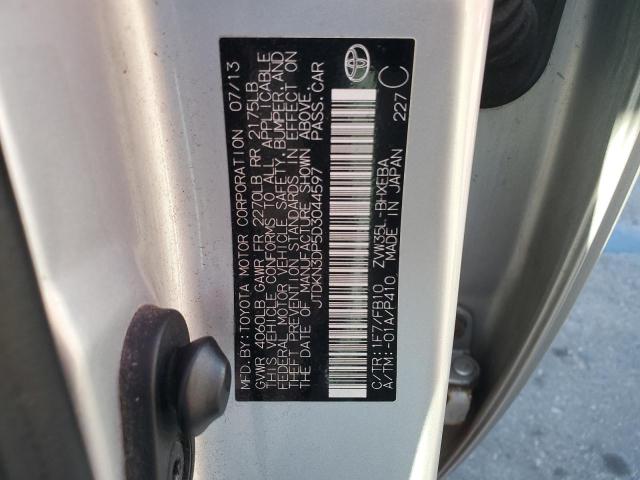 MFD.BY:TOYOTA MOTOR CORPORATION 07/13
GVWR 4060LB GAWR FR 2270LB RR 2175LB
THIS VEHICLE CONFORMS TO ALL APPLICABLE
FEDERAL MOTOR VEHICLE SAFETY,BUMPER,AND
THEFT PREVENTION STANDARDS IN EFFECT ON
THE DATE OF MANUFACTURE SHOWN ABOVE.
JTDKN3DP5D3044597 PASS.CAR
C/TR:1F7/FB10 ZVW35L-BHXEBA
A/TM:-01A/P410 MADE IN JAPAN 227 C